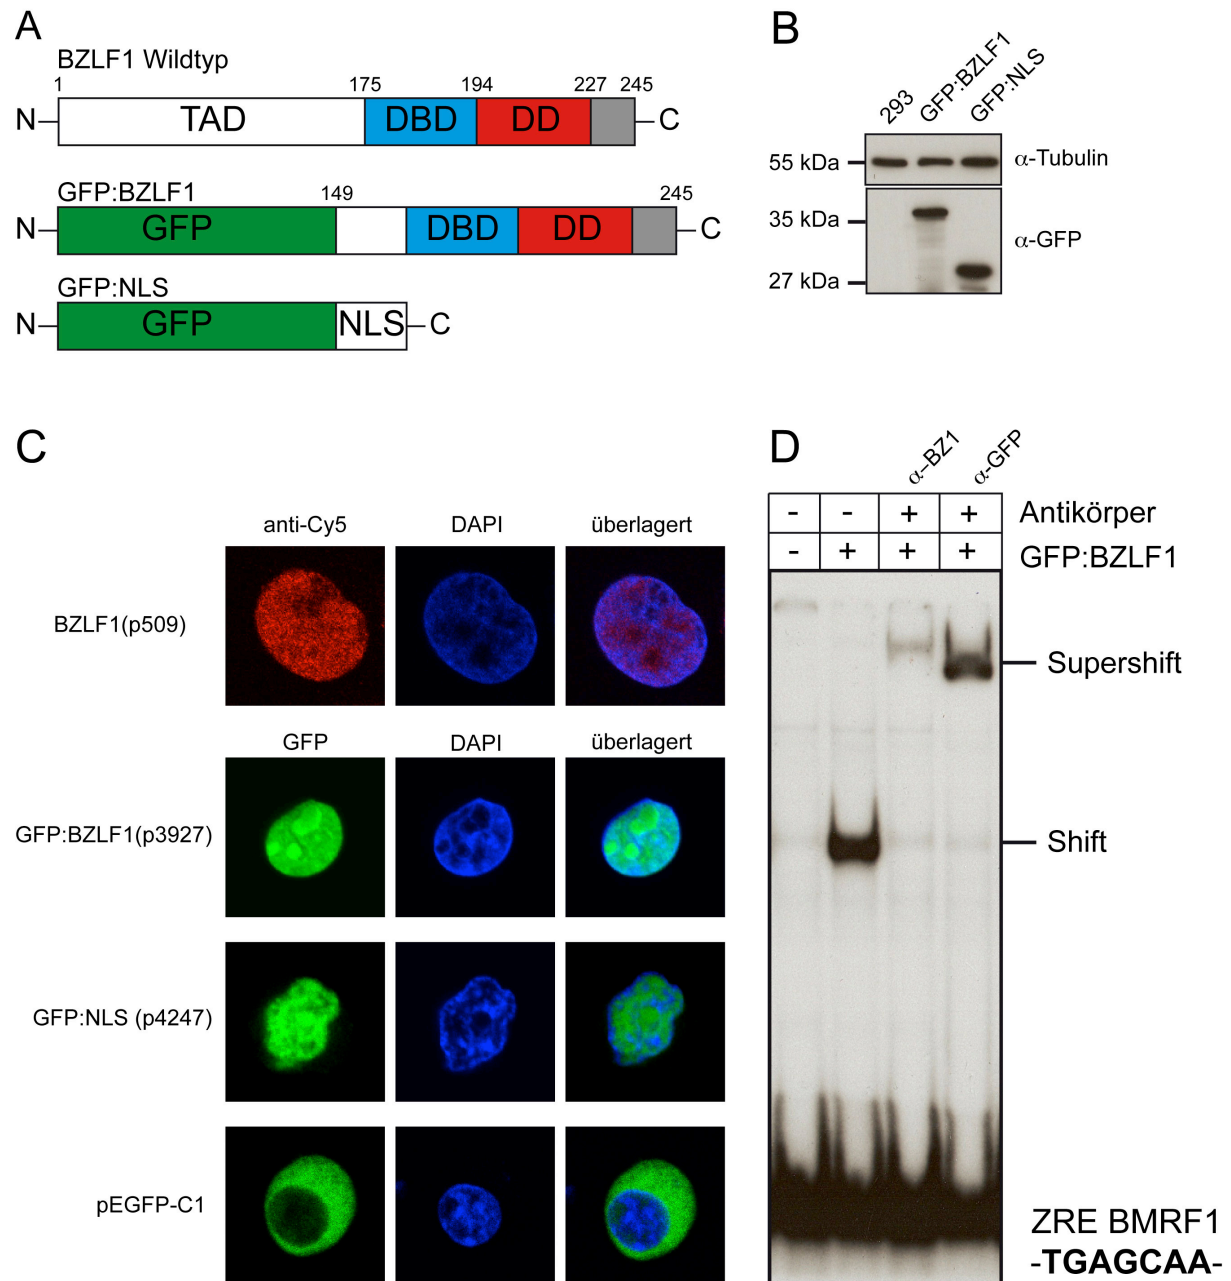 A
BZLF1 Wildtyp
1 175 194 227 245
N TAD DBD DD C
GFP:BZLF1 149 245
N GFP DBD DD C
GFP:NLS
N GFP NLS C
B
293 GFP:BZLF1 GFP:NLS
55 kDa α-Tubulin
35 kDa
α-GFP
27 kDa
C
anti-Cy5 DAPI überlagert
BZLF1(p509)
GFP DAPI überlagert
GFP:BZLF1(p3927)
GFP:NLS (p4247)
pEGFP-C1
D
α–BZ1 α-GFP
- - + + Antikörper
- + + + GFP:BZLF1
Supershift
Shift
ZRE BMRF1
-TGAGCAA-